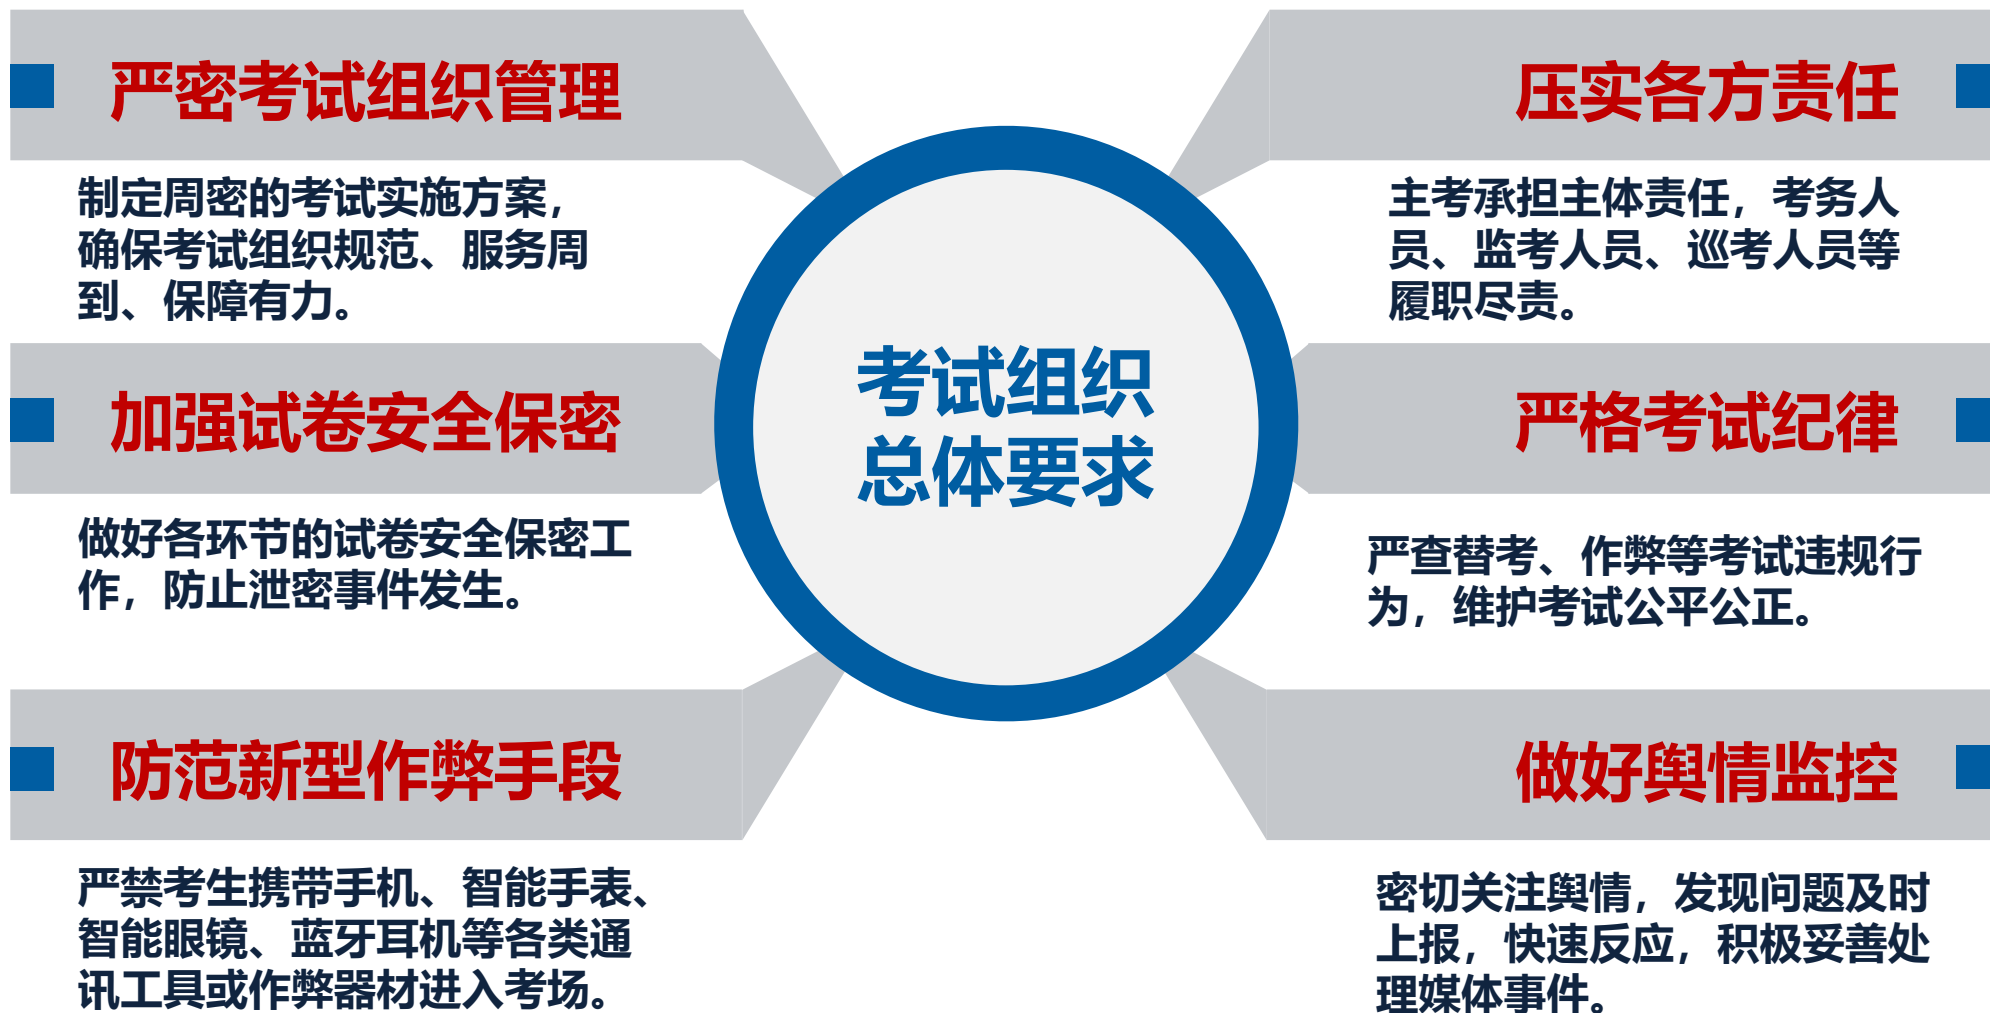 严密考试组织管理
制定周密的考试实施方案，
确保考试组织规范、服务周
到、保障有力。
加强试卷安全保密
做好各环节的试卷安全保密工
作，防止泄密事件发生。
防范新型作弊手段
严禁考生携带手机、智能手表、
智能眼镜、蓝牙耳机等各类通
讯工具或作弊器材进入考场。
考试组织
总体要求
压实各方责任
主考承担主体责任，考务人
员、监考人员、巡考人员等
履职尽责。
严格考试纪律
严查替考、作弊等考试违规行
为，维护考试公平公正。
做好舆情监控
密切关注舆情，发现问题及时
上报，快速反应，积极妥善处
理媒体事件。